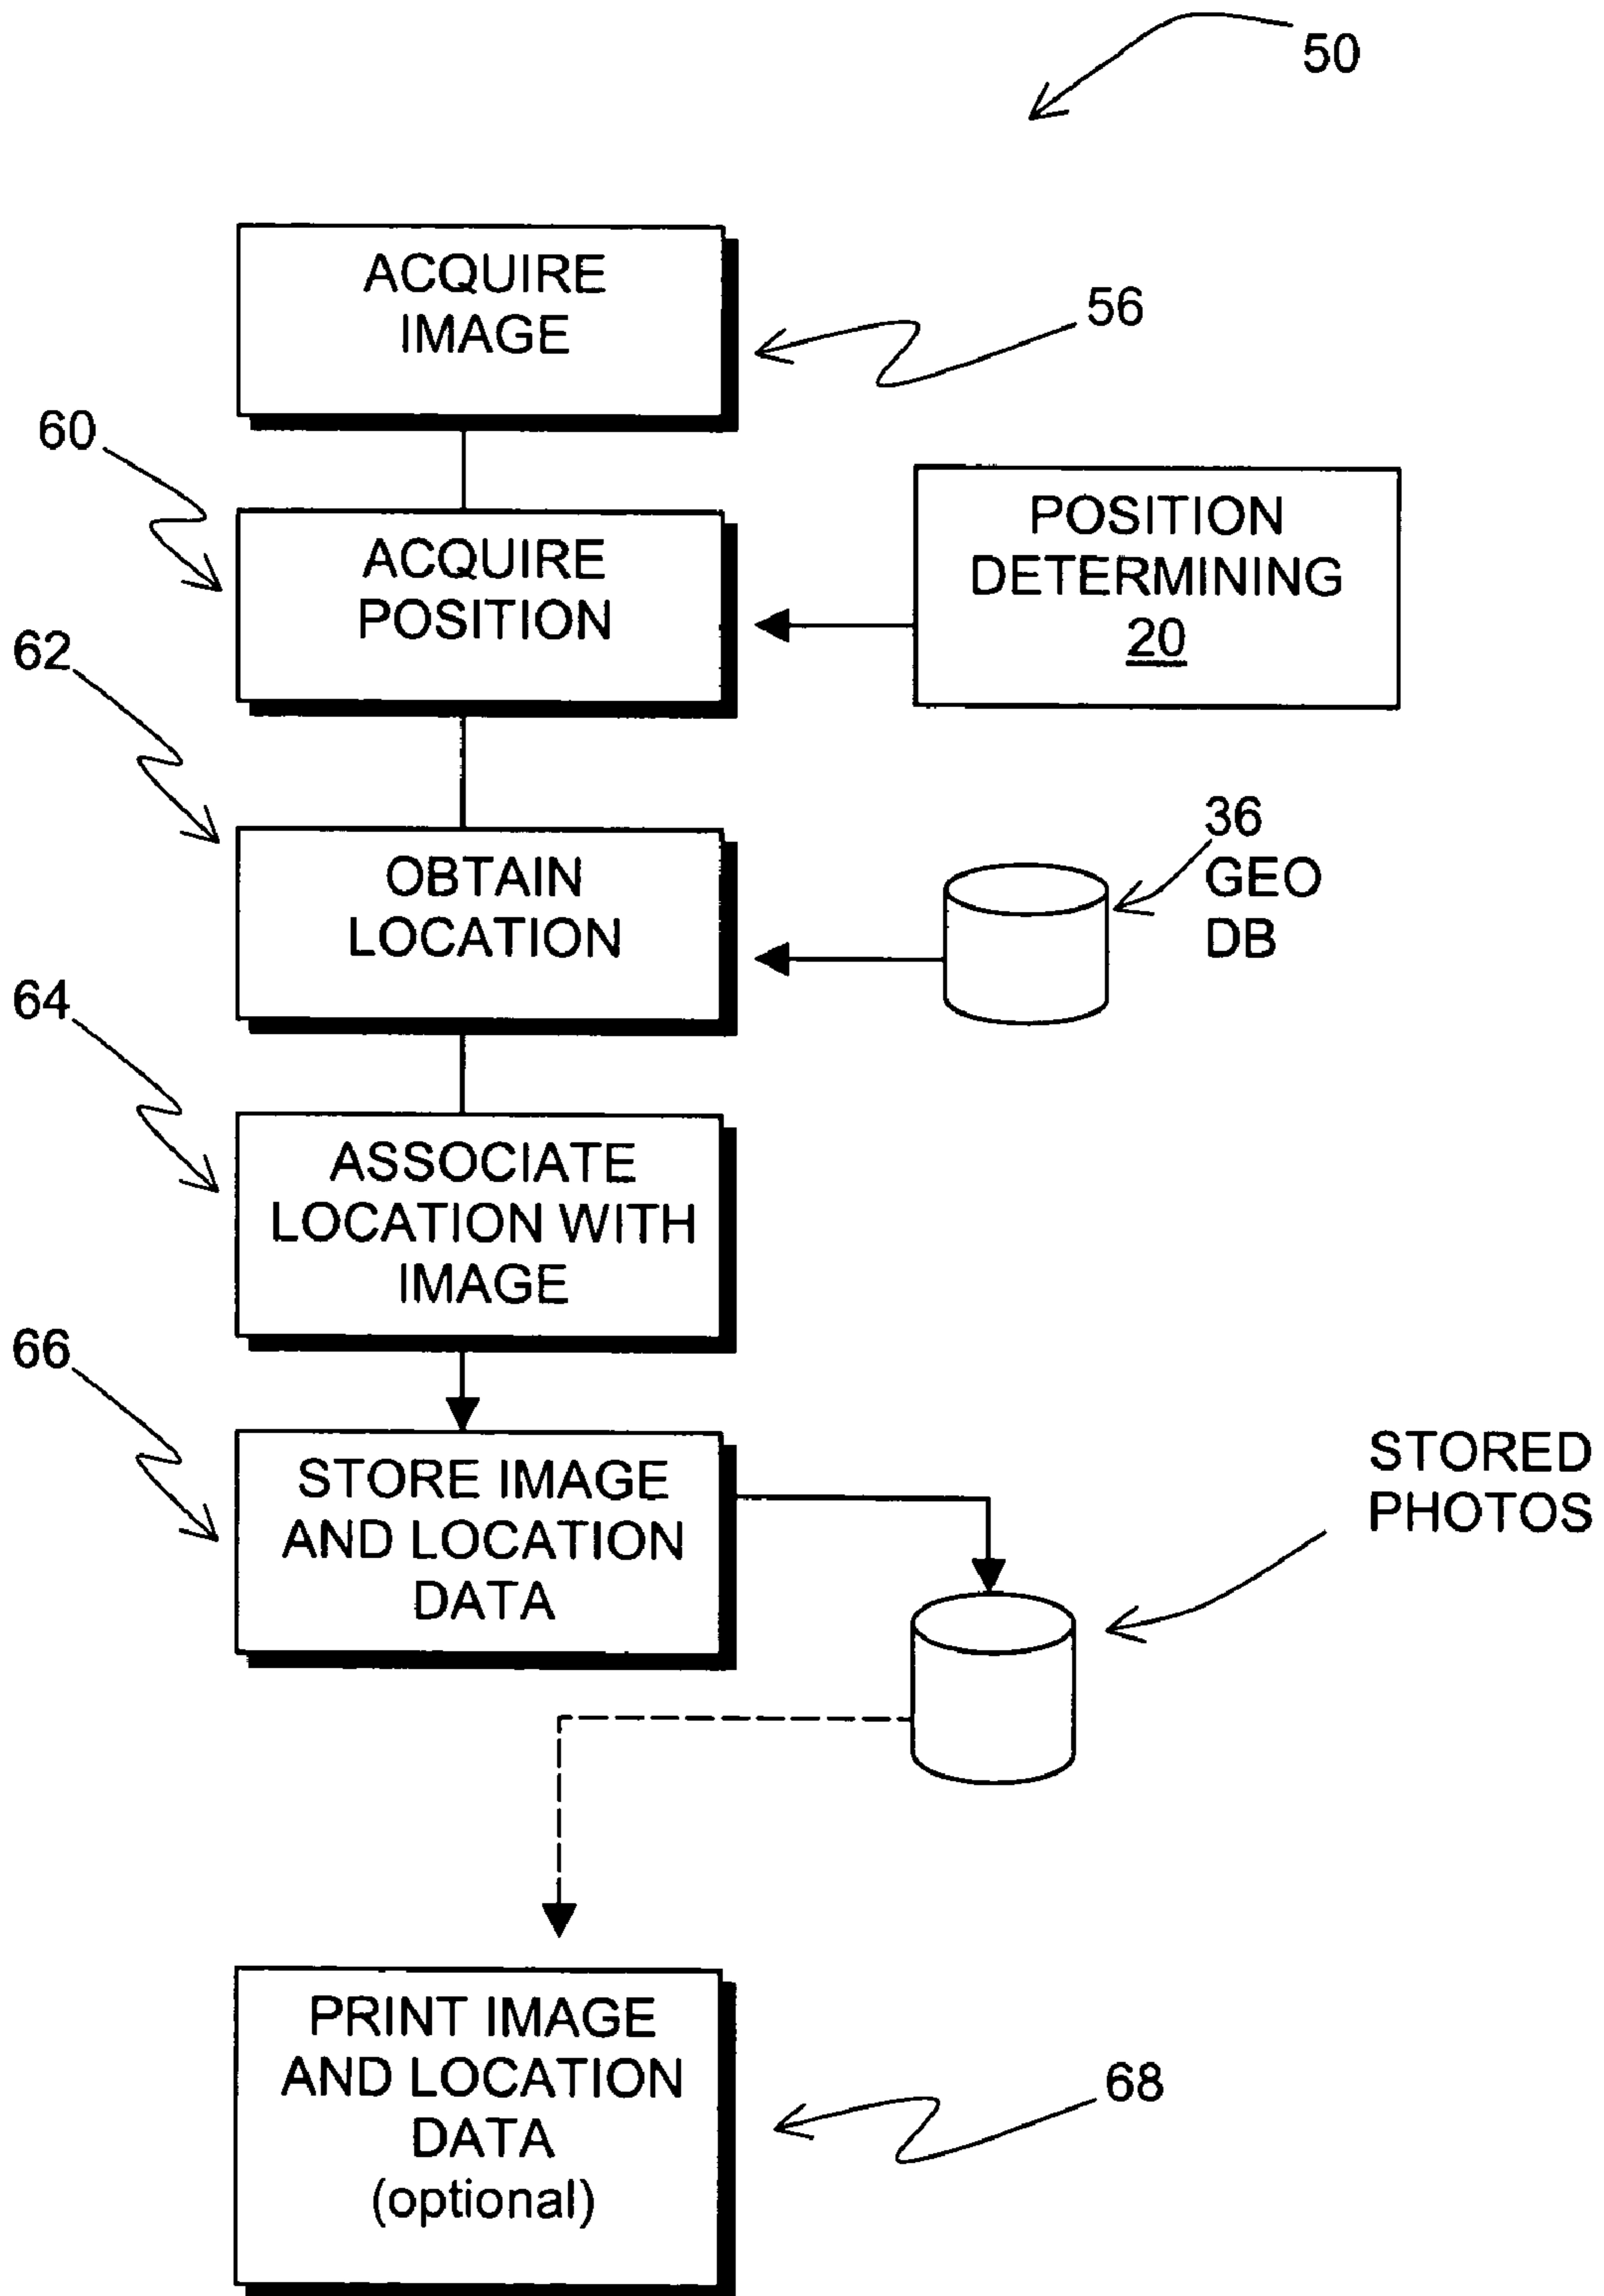 50
ACQUIRE
IMAGE
56
60
ACQUIRE
POSITION
POSITION
DETERMINING
20
62
OBTAIN
LOCATION
36
GEO
DB
64
ASSOCIATE
LOCATION WITH
IMAGE
66
STORE IMAGE
AND LOCATION
DATA
STORED
PHOTOS
PRINT IMAGE
AND LOCATION
DATA
(optional)
68